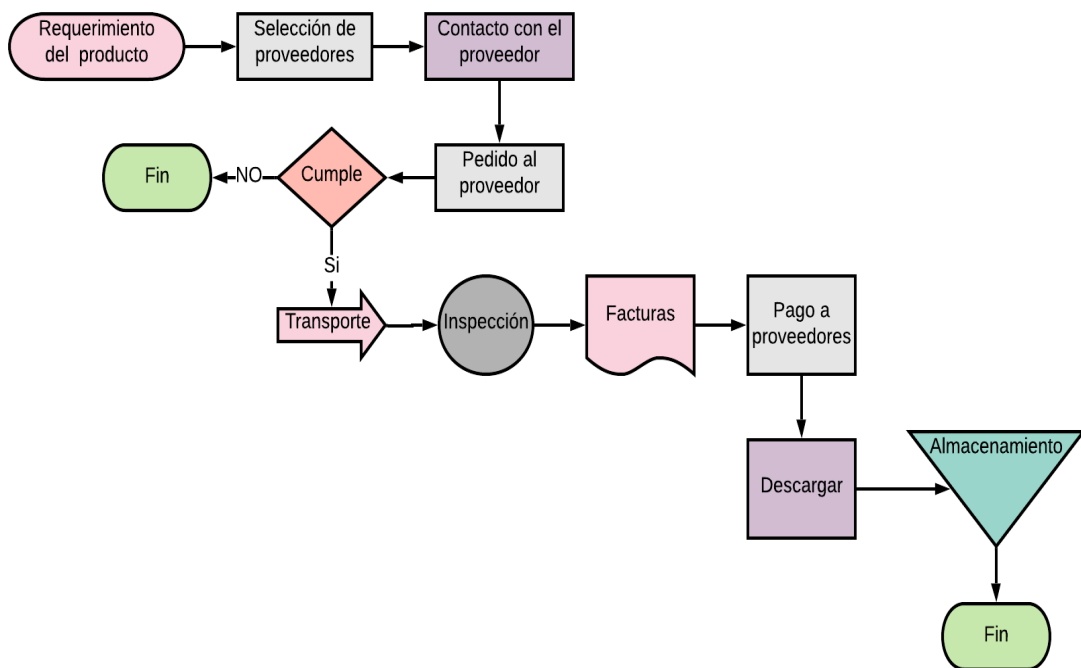 Requerimiento
del producto
Selección de
proveedores
Contacto con el
proveedor
Pedido al
proveedor
Cumple
NO
Fin
Si
Transporte
Inspección
Facturas
Pago a
proveedores
Descargar
Almacenamiento
Fin